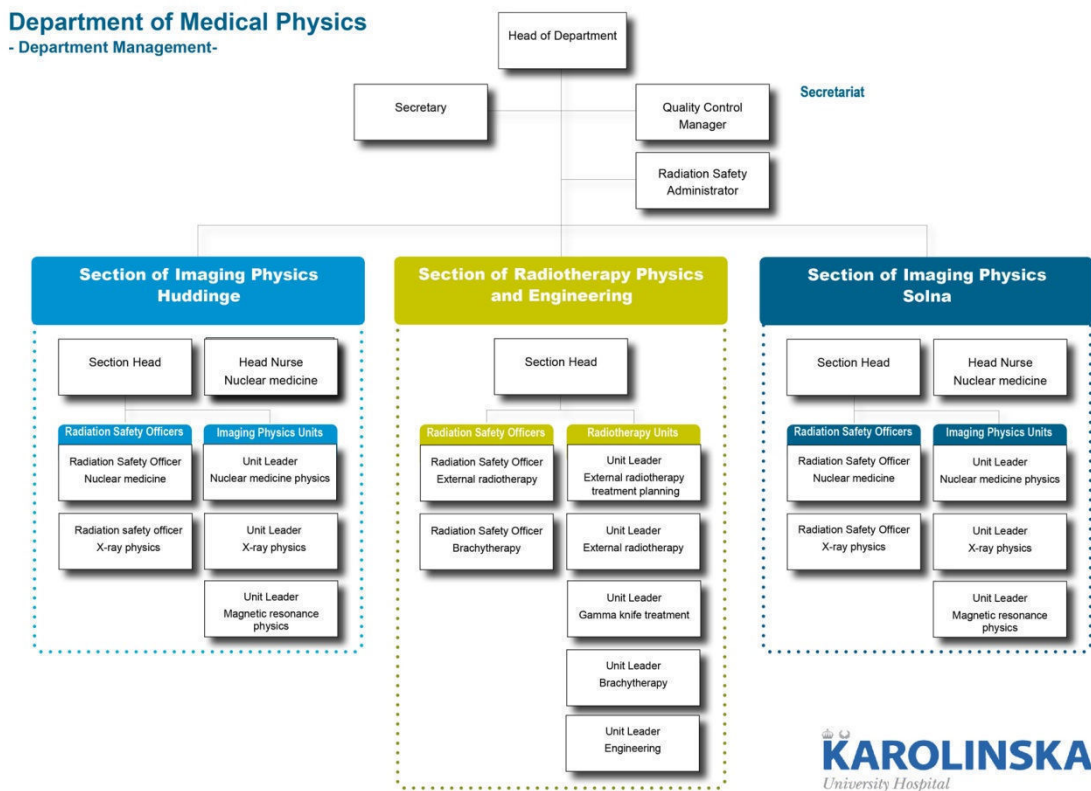 Department of Medical Physics
- Department Management-
Head of Department
Secretary
Quality Control
Manager
Secretariat
Radiation Safety
Administrator
Section of Imaging Physics
Huddinge
Section Head
Head Nurse
Nuclear medicine
Radiation Safety Officers
Imaging Physics Units
Radiation Safety Officer
Nuclear medicine
Unit Leader
Nuclear medicine physics
Radiation safety officer
X-ray physics
Unit Leader
X-ray physics
Unit Leader
Magnetic resonance
physics
Section of Radiotherapy Physics
and Engineering
Section Head
Radiation Safety Officers
Radiotherapy Units
Radiation Safety Officer
External radiotherapy
Unit Leader
External radiotherapy
treatment planning
Radiation Safety Officer
Brachytherapy
Unit Leader
External radiotherapy
Unit Leader
Gamma knife treatment
Unit Leader
Brachytherapy
Unit Leader
Engineering
Section of Imaging Physics
Solna
Section Head
Head Nurse
Nuclear medicine
Radiation Safety Officers
Imaging Physics Units
Radiation Safety Officer
Nuclear medicine
Unit Leader
Nuclear medicine physics
Radiation Safety Officer
X-ray physics
Unit Leader
X-ray physics
Unit Leader
Magnetic resonance
physics
KAROLINSKA
University Hospital